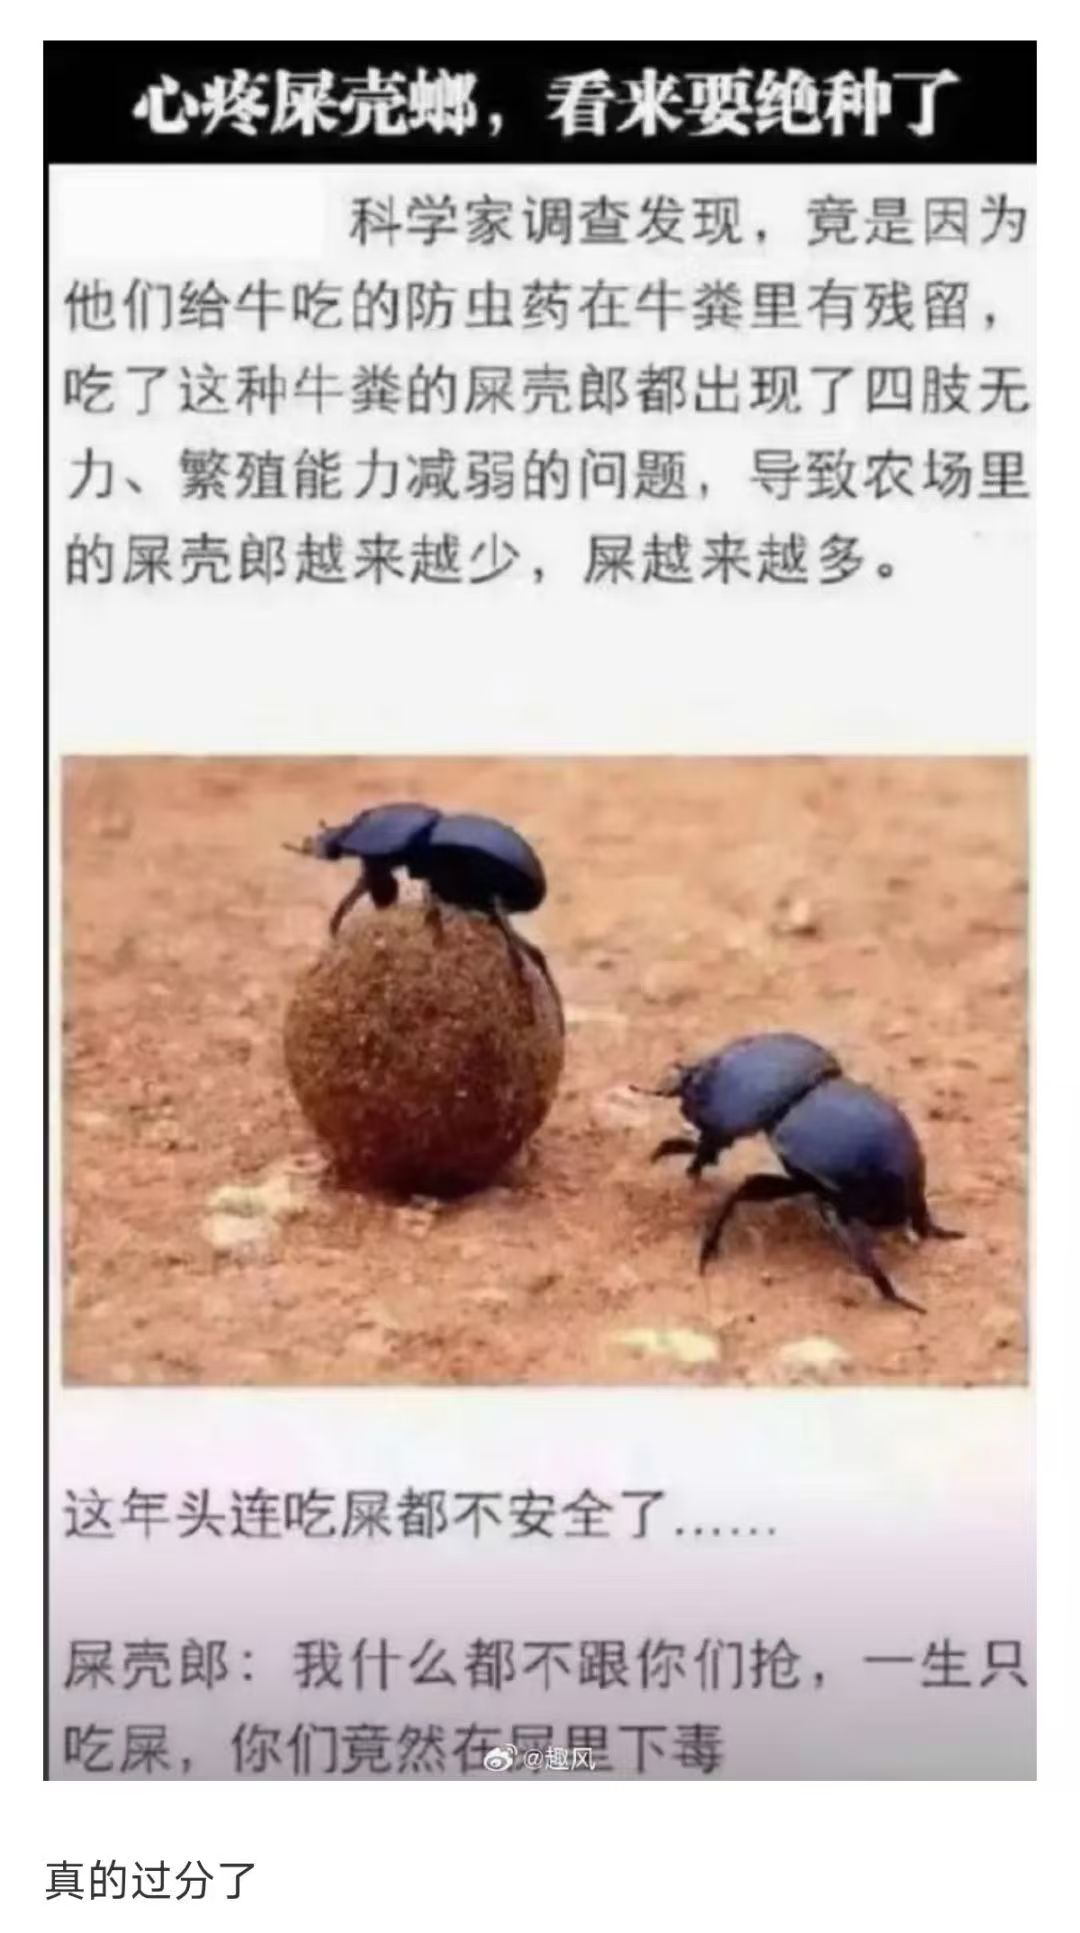 心疼屎壳螂，看来要绝种了
科学家调查发现，竟是因为
他们给牛吃的防虫药在牛粪里有残留，
吃了这种牛粪的屎壳郎都出现了四肢无
力、繁殖能力减弱的问题，导致农场里
的屎壳郎越来越少，屎越来越多。
这年头连吃屎都不安全了……
屎壳郎：我什么都不跟你们抢，一生只
吃屎，你们竟然在屎里下毒
@趣风
真的过分了